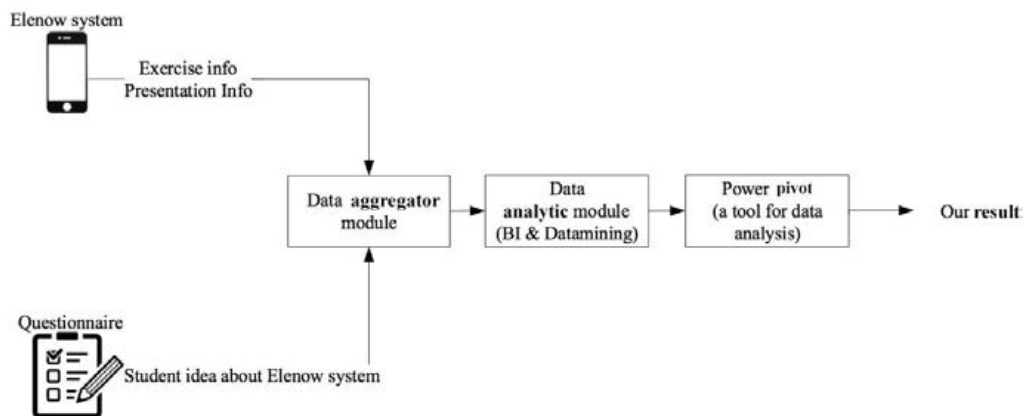 Elenow system
Exercise info
Presentation Info
Data aggregator
module
Data
analytic module
(BI & Datamining)
Power pivot
(a tool for data
analysis)
Our result:
Questionnaire
Student idea about Elenow system